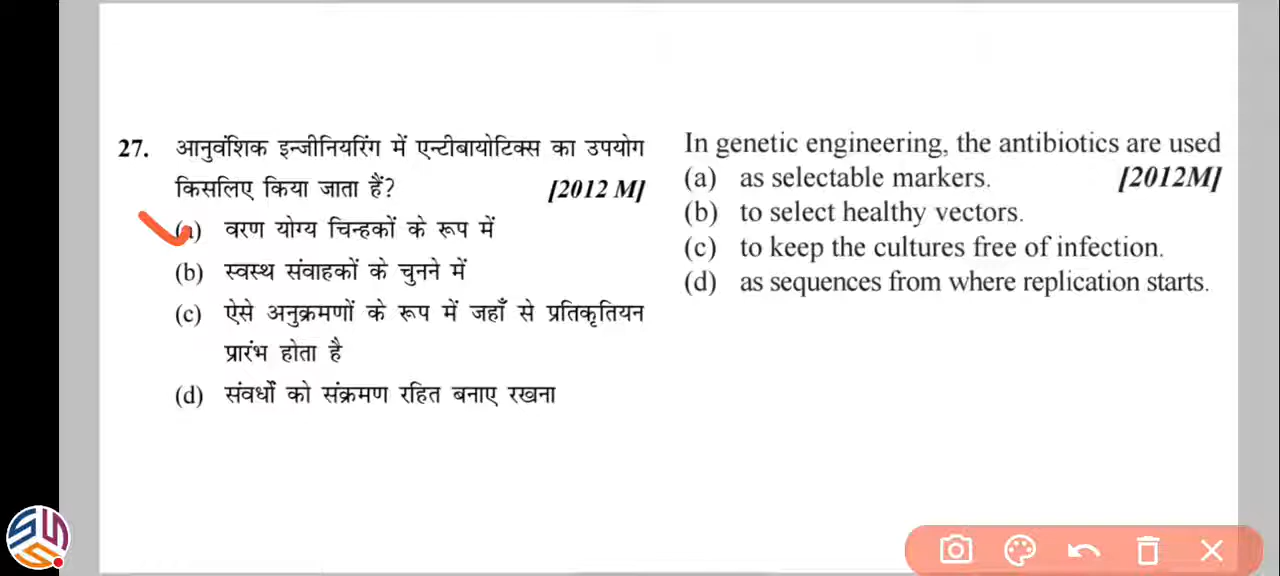 27. आनुवंशिक इन्जीनियरिंग में एन्टीबायोटिक्स का उपयोग
किसलिए किया जाता हैं? [2012 M]
(a) वरण योग्य चिन्हकों के रूप में
(b) स्वस्थ संवाहकों के चुनने में
(c) ऐसे अनुक्रमणों के रूप में जहाँ से प्रतिकृतियन
प्रारंभ होता है
(d) संवर्धों को संक्रमण रहित बनाए रखना
In genetic engineering, the antibiotics are used
(a) as selectable markers. [2012M]
(b) to select healthy vectors.
(c) to keep the cultures free of infection.
(d) as sequences from where replication starts.